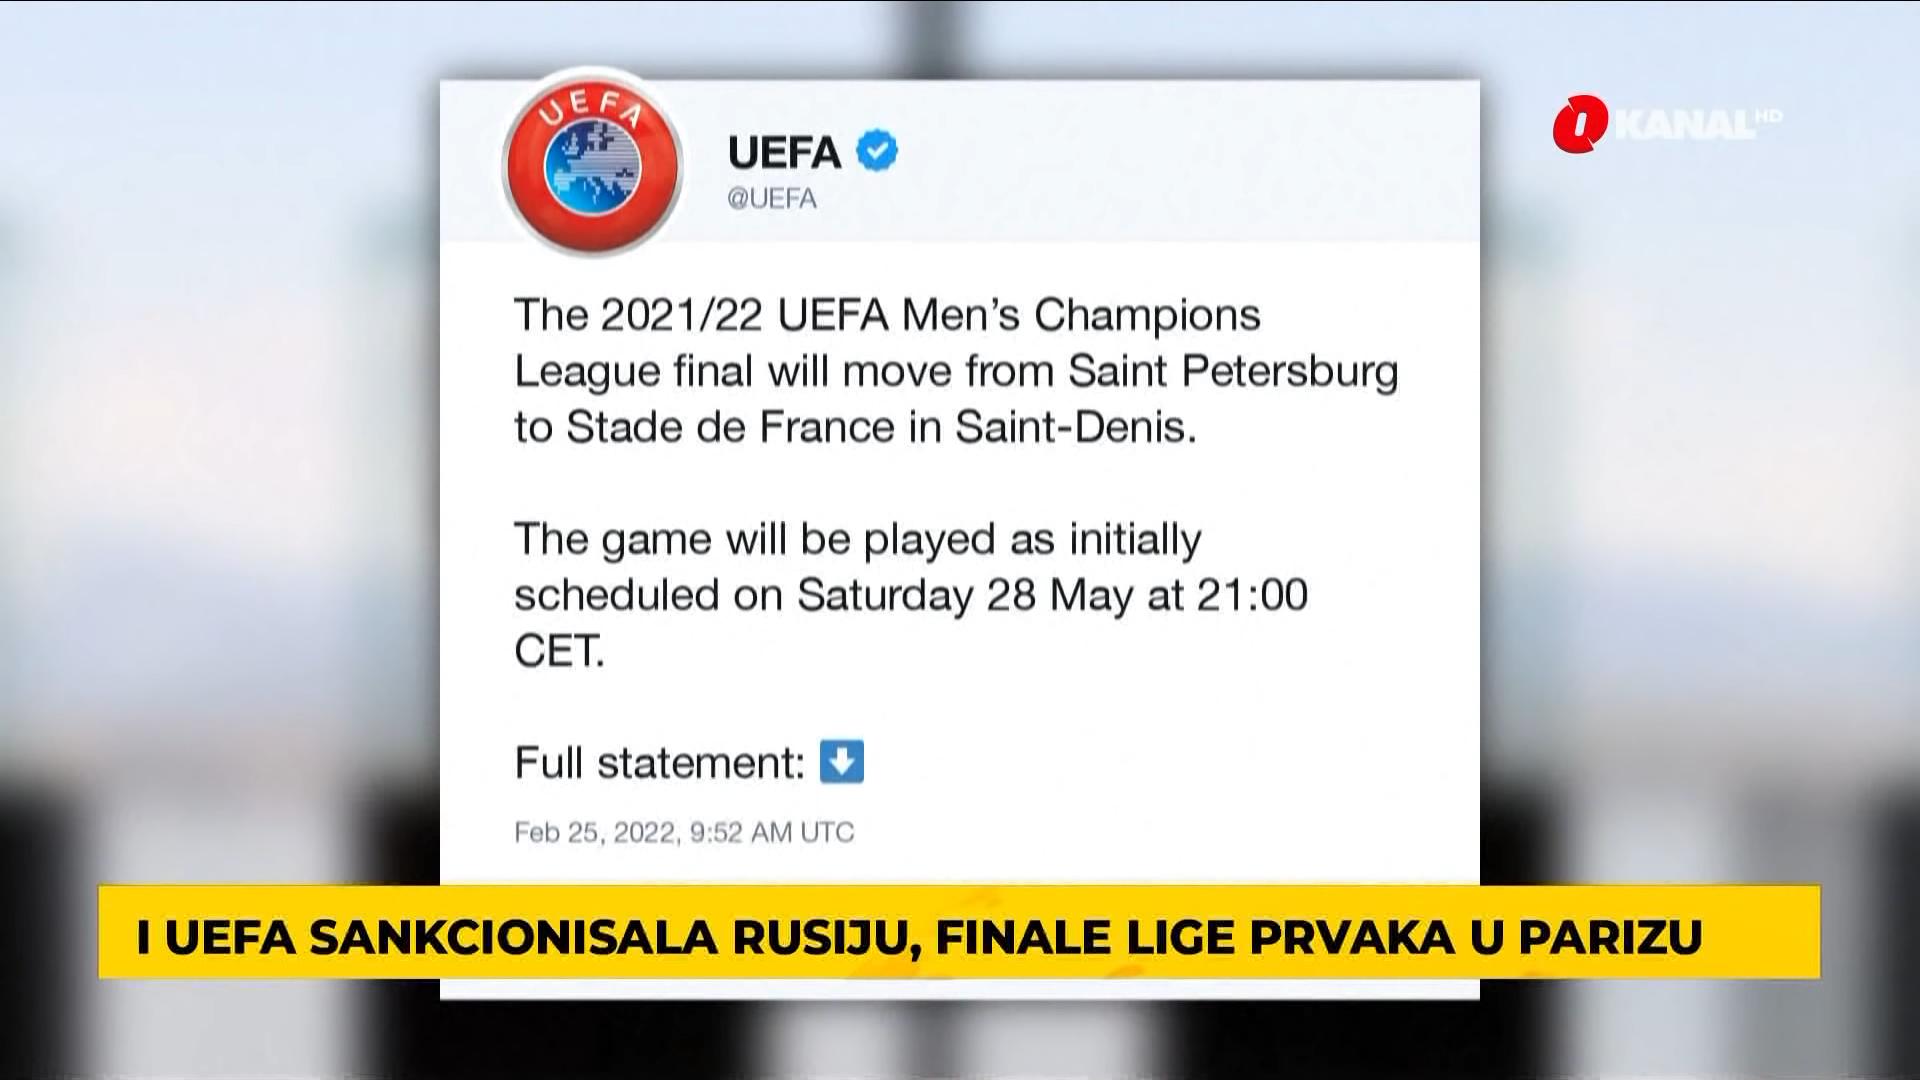 UEFA
UEFA
@UEFA
O KANAL HD
The 2021/22 UEFA Men’s Champions
League final will move from Saint Petersburg
to Stade de France in Saint-Denis.
The game will be played as initially
scheduled on Saturday 28 May at 21:00
CET.
Full statement: ⬇️
Feb 25, 2022, 9:52 AM UTC
I UEFA SANKCIONISALA RUSIJU, FINALE LIGE PRVAKA U PARIZU